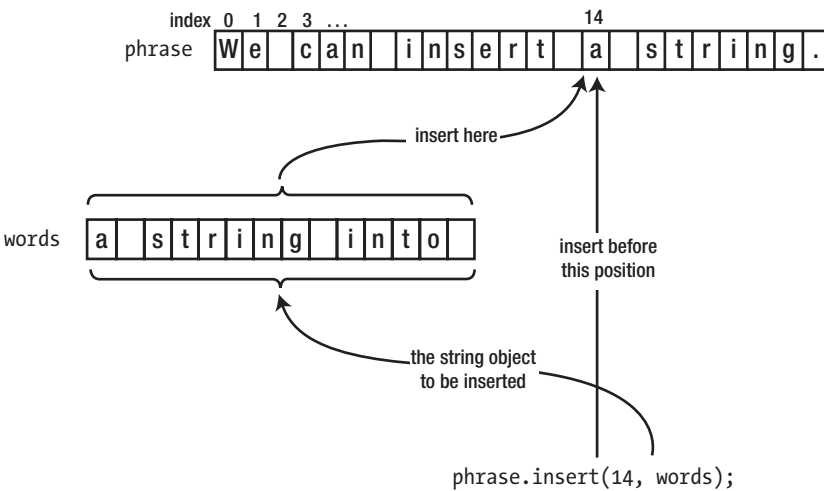 index 0 1 2 3 ... 14
phrase We can insert a string.
insert here
words a string into
insert before
this position
the string object
to be inserted
phrase.insert(14, words);